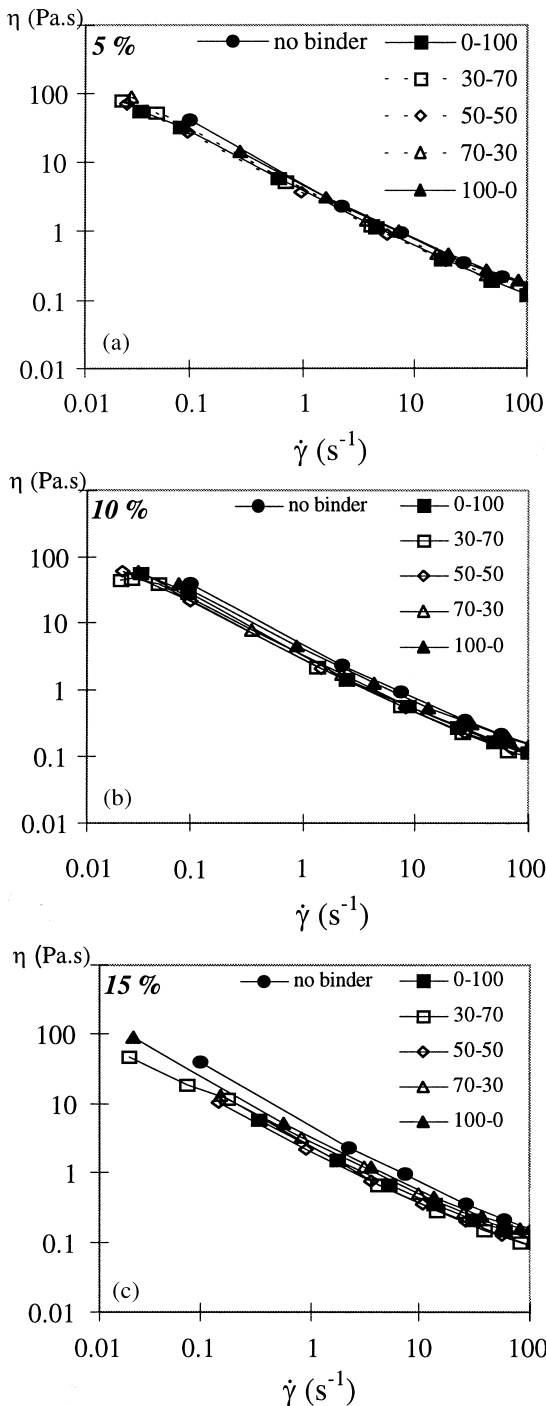 η (Pa.s)
5 %
no binder
0-100
30-70
50-50
70-30
100-0
100
10
1
0.1
0.01
(a)
0.01 0.1 1 10 100
γ̇ (s⁻¹)
η (Pa.s)
10 %
no binder
0-100
30-70
50-50
70-30
100-0
100
10
1
0.1
0.01
(b)
0.01 0.1 1 10 100
γ̇ (s⁻¹)
η (Pa.s)
15 %
no binder
0-100
30-70
50-50
70-30
100-0
100
10
1
0.1
0.01
(c)
0.01 0.1 1 10 100
γ̇ (s⁻¹)